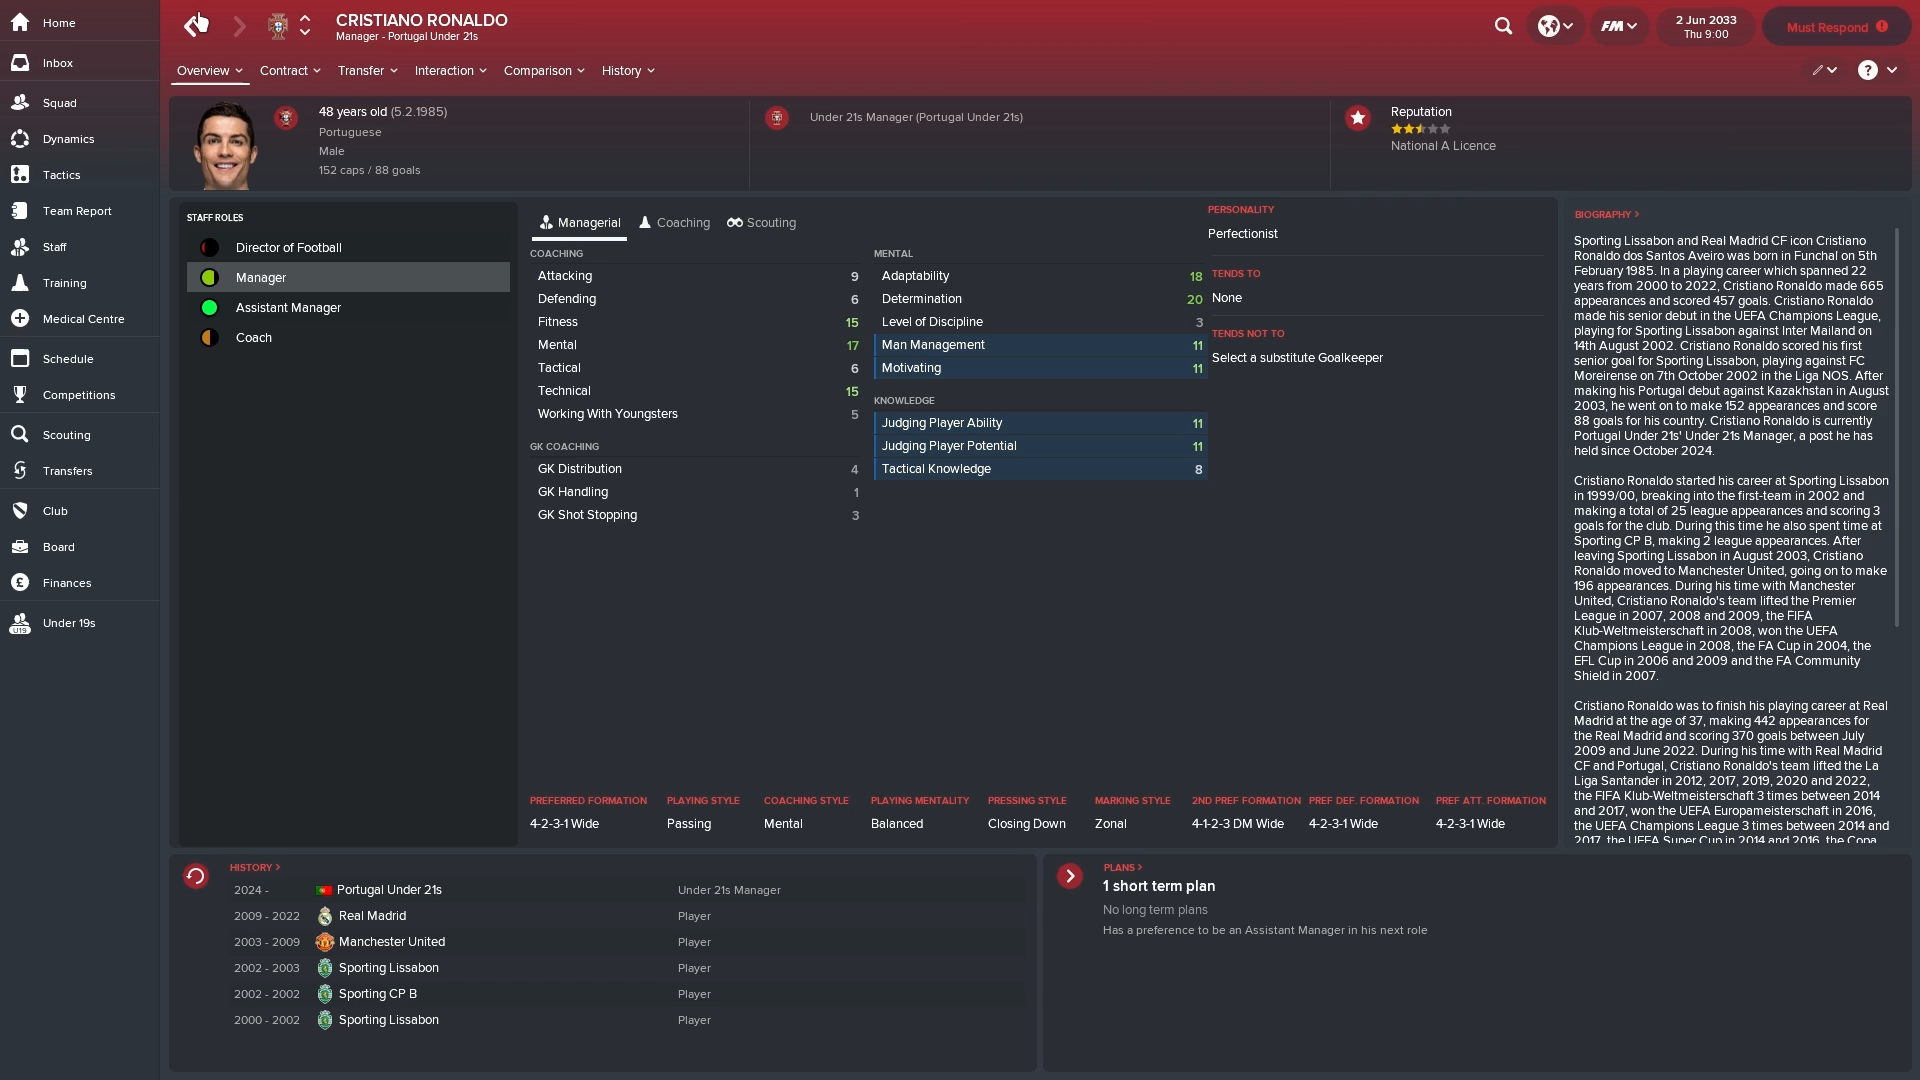 Home
Inbox
Squad
Dynamics
Tactics
Team Report
Staff
Training
Medical Centre
Schedule
Competitions
Scouting
Transfers
Club
Board
Finances
U19
Under 19s
CRISTIANO RONALDO
Manager - Portugal Under 21s
FM
2 Jun 2033
Thu 9:00
Must Respond
Overview
Contract
Transfer
Interaction
Comparison
History
?
48 years old (5.2.1985)
Portuguese
Male
152 caps / 88 goals
Under 21s Manager (Portugal Under 21s)
Reputation
National A Licence
STAFF ROLES
Director of Football
Manager
Assistant Manager
Coach
Managerial
Coaching
Scouting
COACHING
Attacking 9
Defending 6
Fitness 15
Mental 17
Tactical 6
Technical 15
Working With Youngsters 5
GK COACHING
GK Distribution 4
GK Handling 1
GK Shot Stopping 3
MENTAL
Adaptability 18
Determination 20
Level of Discipline 3
Man Management 11
Motivating 11
KNOWLEDGE
Judging Player Ability 11
Judging Player Potential 11
Tactical Knowledge 8
PERSONALITY
Perfectionist
TENDS TO
None
TENDS NOT TO
Select a substitute Goalkeeper
PREFERRED FORMATION
4-2-3-1 Wide
PLAYING STYLE
Passing
COACHING STYLE
Mental
PLAYING MENTALITY
Balanced
PRESSING STYLE
Closing Down
MARKING STYLE
Zonal
2ND PREF FORMATION
4-1-2-3 DM Wide
PREF DEF. FORMATION
4-2-3-1 Wide
PREF ATT. FORMATION
4-2-3-1 Wide
BIOGRAPHY >
Sporting Lissabon and Real Madrid CF icon Cristiano
Ronaldo dos Santos Aveiro was born in Funchal on 5th
February 1985. In a playing career which spanned 22
years from 2000 to 2022, Cristiano Ronaldo made 665
appearances and scored 457 goals. Cristiano Ronaldo
made his senior debut in the UEFA Champions League,
playing for Sporting Lissabon against Inter Mailand on
14th August 2002. Cristiano Ronaldo scored his first
senior goal for Sporting Lissabon, playing against FC
Moreirense on 7th October 2002 in the Liga NOS. After
making his Portugal debut against Kazakhstan in August
2003, he went on to make 152 appearances and score
88 goals for his country. Cristiano Ronaldo is currently
Portugal Under 21s' Under 21s Manager, a post he has
held since October 2024.
Cristiano Ronaldo started his career at Sporting Lissabon
in 1999/00, breaking into the first-team in 2002 and
making a total of 25 league appearances and scoring 3
goals for the club. During this time he also spent time at
Sporting CP B, making 2 league appearances. After
leaving Sporting Lissabon in August 2003, Cristiano
Ronaldo moved to Manchester United, going on to make
196 appearances. During his time with Manchester
United, Cristiano Ronaldo's team lifted the Premier
League in 2007, 2008 and 2009, the FIFA
Klub-Weltmeisterschaft in 2008, won the UEFA
Champions League in 2008, the FA Cup in 2004, the
EFL Cup in 2006 and 2009 and the FA Community
Shield in 2007.
Cristiano Ronaldo was to finish his playing career at Real
Madrid at the age of 37, making 442 appearances for
the Real Madrid and scoring 370 goals between July
2009 and June 2022. During his time with Real Madrid
CF and Portugal, Cristiano Ronaldo's team lifted the La
Liga Santander in 2012, 2017, 2019, 2020 and 2022,
the FIFA Klub-Weltmeisterschaft 3 times between 2014
and 2017, won the UEFA Europameisterschaft in 2016,
the UEFA Champions League 3 times between 2014 and
2017, the UEFA Super Cup in 2014 and 2016, the Copa
HISTORY >
2024 - Portugal Under 21s Under 21s Manager
2009 - 2022 Real Madrid Player
2003 - 2009 Manchester United Player
2002 - 2003 Sporting Lissabon Player
2002 - 2002 Sporting CP B Player
2000 - 2002 Sporting Lissabon Player
PLANS >
1 short term plan
No long term plans
Has a preference to be an Assistant Manager in his next role